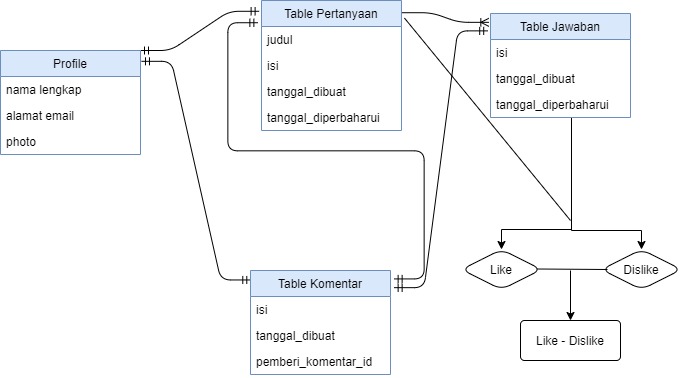 Table Pertanyaan
judul
isi
tanggal_dibuat
tanggal_diperbaharui
Table Jawaban
isi
tanggal_dibuat
tanggal_diperbaharui
Profile
nama lengkap
alamat email
photo
Like
Dislike
Table Komentar
isi
tanggal_dibuat
pemberi_komentar_id
Like - Dislike